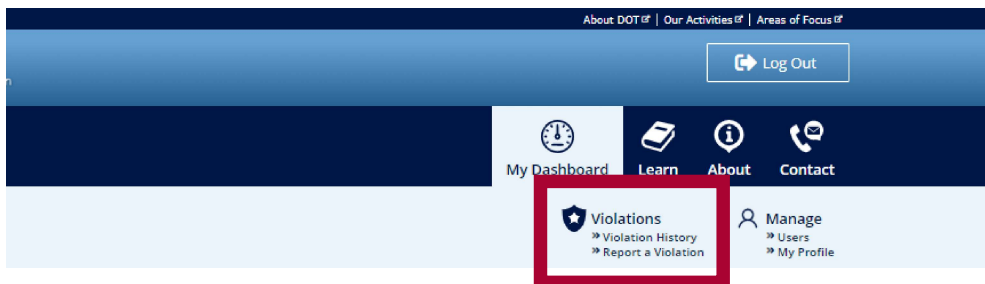 About DOT | Our Activities | Areas of Focus
Log Out
n
My Dashboard Learn About Contact
Violations
» Violation History
» Report a Violation
Manage
» Users
» My Profile